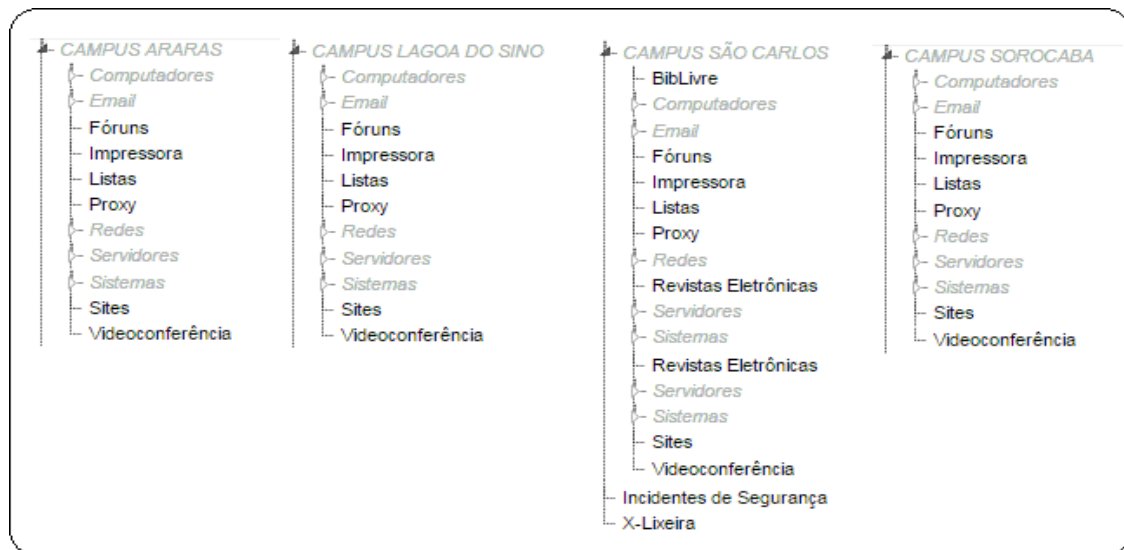 CAMPUS ARARAS
Computadores
Email
Fóruns
Impressora
Listas
Proxy
Redes
Servidores
Sistemas
Sites
Videoconferência
CAMPUS LAGOA DO SINO
Computadores
Email
Fóruns
Impressora
Listas
Proxy
Redes
Servidores
Sistemas
Sites
Videoconferência
CAMPUS SÃO CARLOS
BibLivre
Computadores
Email
Fóruns
Impressora
Listas
Proxy
Redes
Revistas Eletrônicas
Servidores
Sistemas
Revistas Eletrônicas
Servidores
Sistemas
Sites
Videoconferência
Incidentes de Segurança
X-Lixeira
CAMPUS SOROCABA
Computadores
Email
Fóruns
Impressora
Listas
Proxy
Redes
Servidores
Sistemas
Sites
Videoconferência